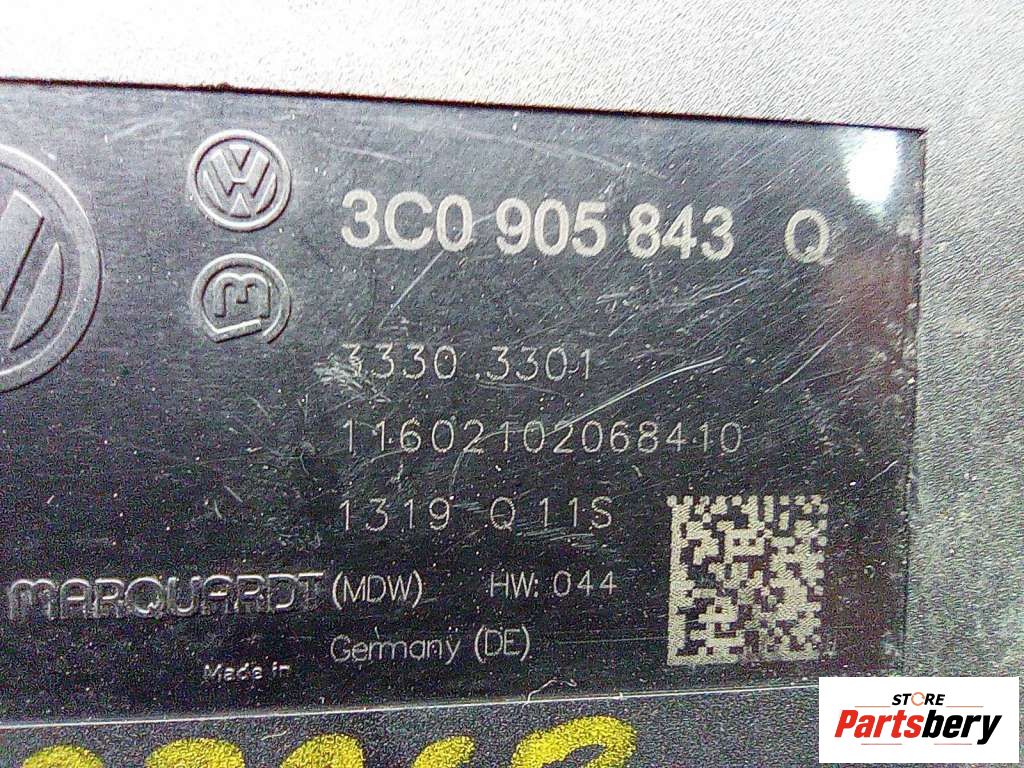 3C0 905 843 Q
3330.3301
11602102068410
1319 Q 11S
MARQUARDT (MDW) HW: 044
Made in Germany (DE)
STORE
Partsbery